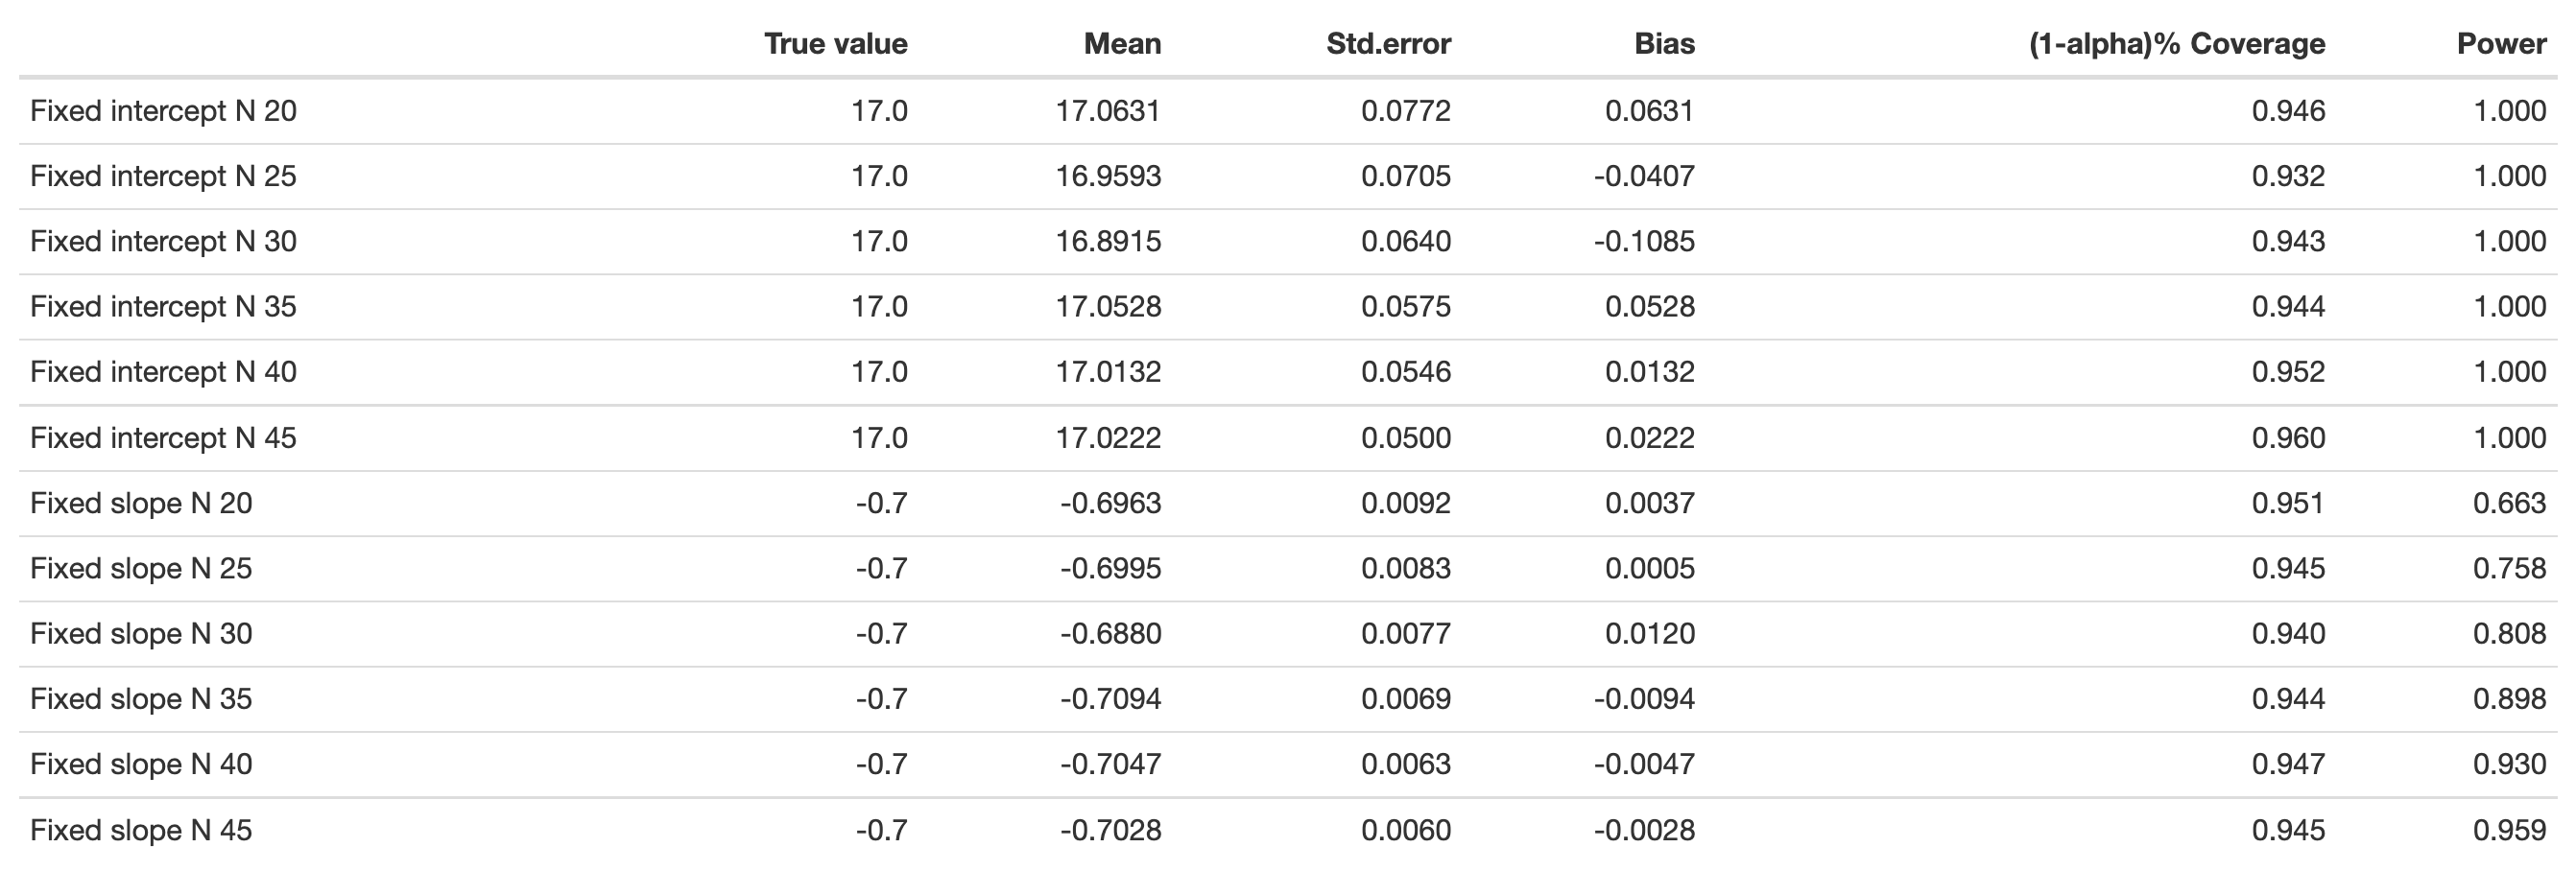 True value Mean Std.error Bias (1-alpha)% Coverage Power
Fixed intercept N 20 17.0 17.0631 0.0772 0.0631 0.946 1.000
Fixed intercept N 25 17.0 16.9593 0.0705 -0.0407 0.932 1.000
Fixed intercept N 30 17.0 16.8915 0.0640 -0.1085 0.943 1.000
Fixed intercept N 35 17.0 17.0528 0.0575 0.0528 0.944 1.000
Fixed intercept N 40 17.0 17.0132 0.0546 0.0132 0.952 1.000
Fixed intercept N 45 17.0 17.0222 0.0500 0.0222 0.960 1.000
Fixed slope N 20 -0.7 -0.6963 0.0092 0.0037 0.951 0.663
Fixed slope N 25 -0.7 -0.6995 0.0083 0.0005 0.945 0.758
Fixed slope N 30 -0.7 -0.6880 0.0077 0.0120 0.940 0.808
Fixed slope N 35 -0.7 -0.7094 0.0069 -0.0094 0.944 0.898
Fixed slope N 40 -0.7 -0.7047 0.0063 -0.0047 0.947 0.930
Fixed slope N 45 -0.7 -0.7028 0.0060 -0.0028 0.945 0.959